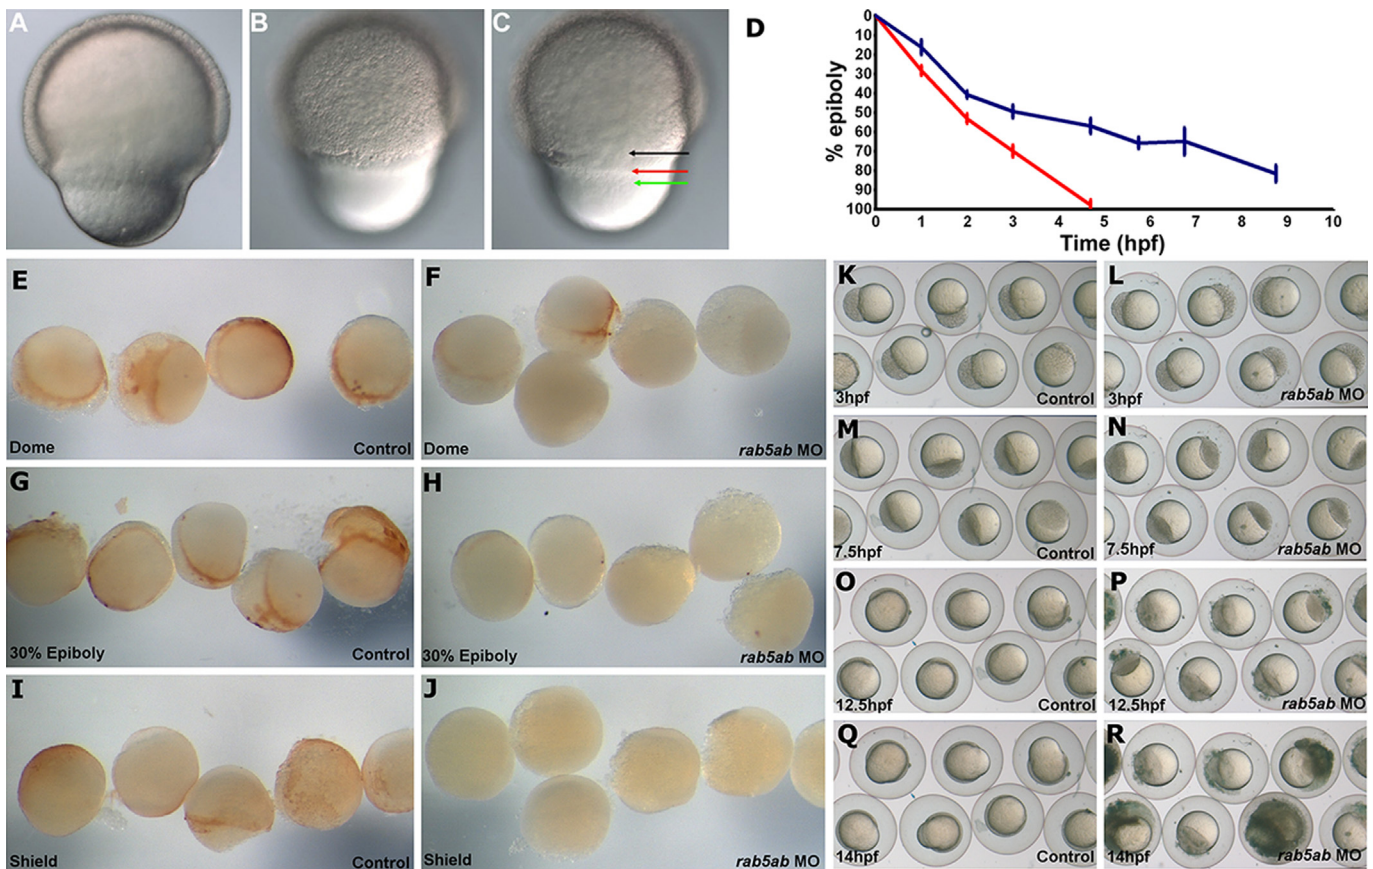 A
B
C
D
0
10
20
30
40
50
60
70
80
90
100
% epiboly
0 1 2 3 4 5 6 7 8 9 10
Time (hpf)
E
Dome Control
F
Dome rab5ab MO
G
30% Epiboly Control
H
30% Epiboly rab5ab MO
I
Shield Control
J
Shield rab5ab MO
K
3hpf Control
L
3hpf rab5ab MO
M
7.5hpf Control
N
7.5hpf rab5ab MO
O
12.5hpf Control
P
12.5hpf rab5ab MO
Q
14hpf Control
R
14hpf rab5ab MO